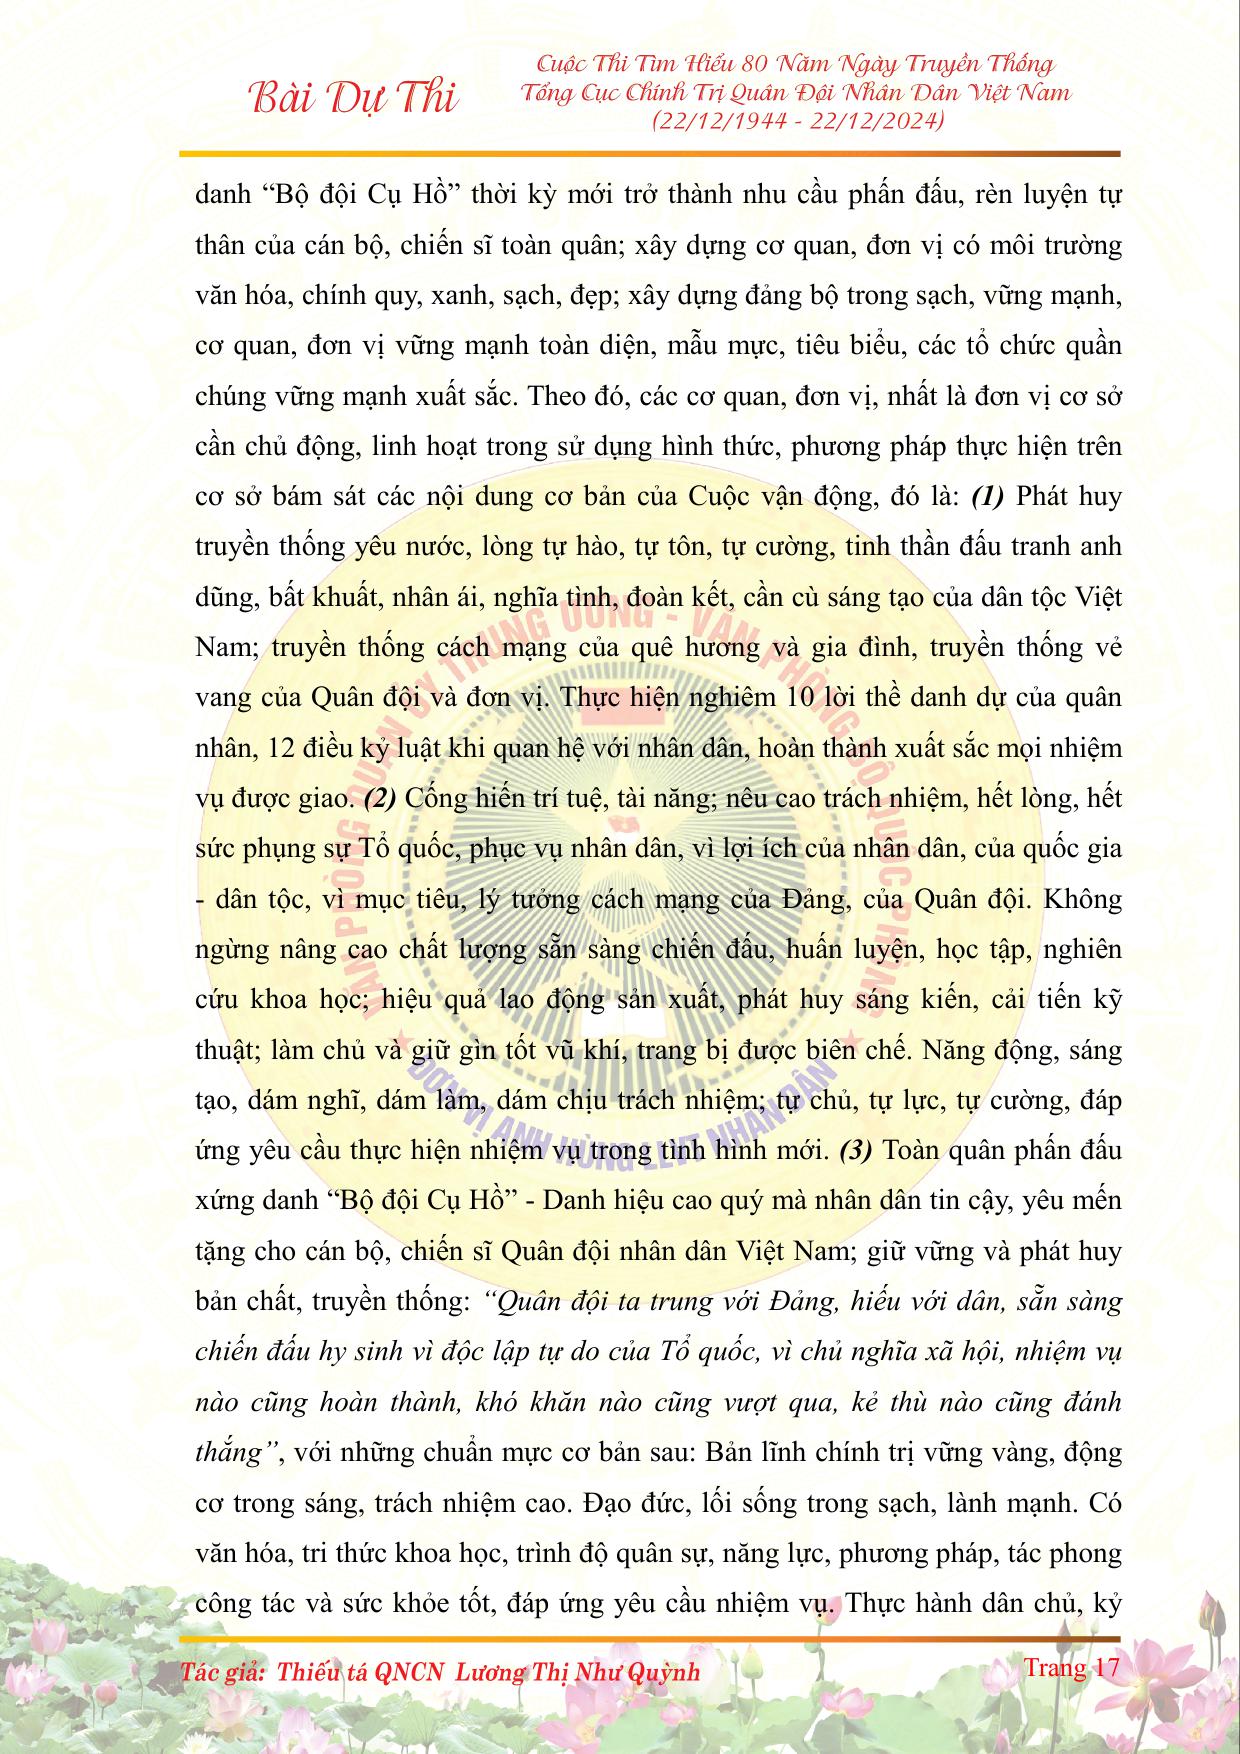 Bài Dự Thi
Cuộc Thi Tìm Hiểu 80 Năm Ngày Truyền Thống
Tổng Cục Chính Trị Quân Đội Nhân Dân Việt Nam
(22/12/1944 - 22/12/2024)
danh “Bộ đội Cụ Hồ” thời kỳ mới trở thành nhu cầu phấn đấu, rèn luyện tự
thân của cán bộ, chiến sĩ toàn quân; xây dựng cơ quan, đơn vị có môi trường
văn hóa, chính quy, xanh, sạch, đẹp; xây dựng đảng bộ trong sạch, vững mạnh,
cơ quan, đơn vị vững mạnh toàn diện, mẫu mực, tiêu biểu, các tổ chức quần
chúng vững mạnh xuất sắc. Theo đó, các cơ quan, đơn vị, nhất là đơn vị cơ sở
cần chủ động, linh hoạt trong sử dụng hình thức, phương pháp thực hiện trên
cơ sở bám sát các nội dung cơ bản của Cuộc vận động, đó là: (1) Phát huy
truyền thống yêu nước, lòng tự hào, tự tôn, tự cường, tinh thần đấu tranh anh
dũng, bất khuất, nhân ái, nghĩa tình, đoàn kết, cần cù sáng tạo của dân tộc Việt
Nam; truyền thống cách mạng của quê hương và gia đình, truyền thống vẻ
vang của Quân đội và đơn vị. Thực hiện nghiêm 10 lời thề danh dự của quân
nhân, 12 điều kỷ luật khi quan hệ với nhân dân, hoàn thành xuất sắc mọi nhiệm
vụ được giao. (2) Cống hiến trí tuệ, tài năng; nêu cao trách nhiệm, hết lòng, hết
sức phụng sự Tổ quốc, phục vụ nhân dân, vì lợi ích của nhân dân, của quốc gia
- dân tộc, vì mục tiêu, lý tưởng cách mạng của Đảng, của Quân đội. Không
ngừng nâng cao chất lượng sẵn sàng chiến đấu, huấn luyện, học tập, nghiên
cứu khoa học; hiệu quả lao động sản xuất, phát huy sáng kiến, cải tiến kỹ
thuật; làm chủ và giữ gìn tốt vũ khí, trang bị được biên chế. Năng động, sáng
tạo, dám nghĩ, dám làm, dám chịu trách nhiệm; tự chủ, tự lực, tự cường, đáp
ứng yêu cầu thực hiện nhiệm vụ trong tình hình mới. (3) Toàn quân phấn đấu
xứng danh “Bộ đội Cụ Hồ” - Danh hiệu cao quý mà nhân dân tin cậy, yêu mến
tặng cho cán bộ, chiến sĩ Quân đội nhân dân Việt Nam; giữ vững và phát huy
bản chất, truyền thống: “Quân đội ta trung với Đảng, hiếu với dân, sẵn sàng
chiến đấu hy sinh vì độc lập tự do của Tổ quốc, vì chủ nghĩa xã hội, nhiệm vụ
nào cũng hoàn thành, khó khăn nào cũng vượt qua, kẻ thù nào cũng đánh
thắng”, với những chuẩn mực cơ bản sau: Bản lĩnh chính trị vững vàng, động
cơ trong sáng, trách nhiệm cao. Đạo đức, lối sống trong sạch, lành mạnh. Có
văn hóa, tri thức khoa học, trình độ quân sự, năng lực, phương pháp, tác phong
công tác và sức khỏe tốt, đáp ứng yêu cầu nhiệm vụ. Thực hành dân chủ, kỷ
VĂN PHÒNG QUÂN ỦY TRUNG ƯƠNG - VĂN PHÒNG BỘ QUỐC PHÒNG
ĐƠN VỊ ANH HÙNG LLVT NHÂN DÂN
Tác giả: Thiếu tá QNCN Lương Thị Như Quỳnh
Trang 17